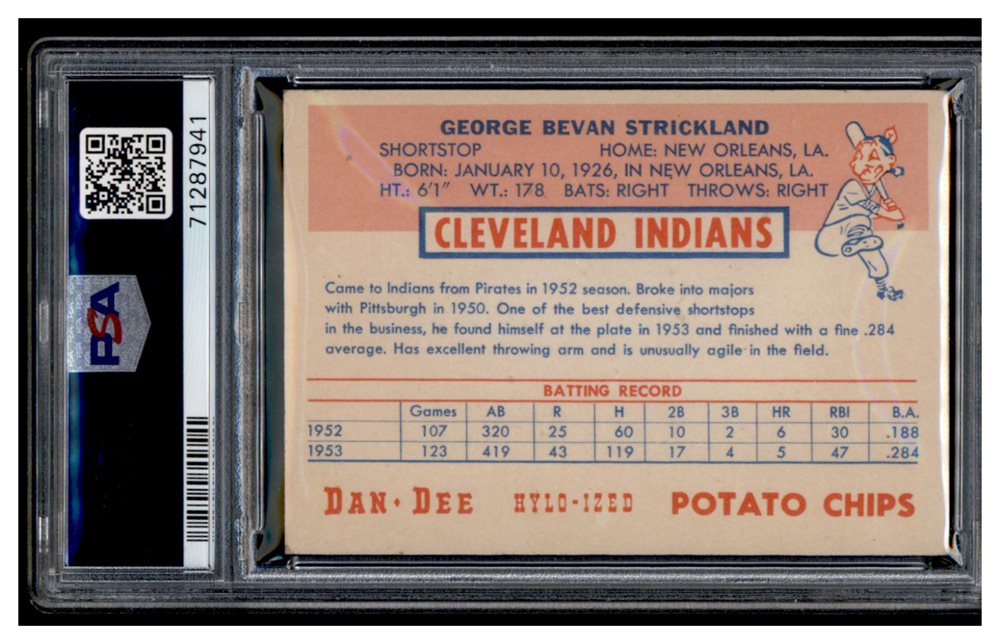 71287941
PSA
GEORGE BEVAN STRICKLAND
SHORTSTOP HOME: NEW ORLEANS, LA.
BORN: JANUARY 10, 1926, IN NEW ORLEANS, LA.
HT.: 6'1" WT.: 178 BATS: RIGHT THROWS: RIGHT
CLEVELAND INDIANS
Came to Indians from Pirates in 1952 season. Broke into majors
with Pittsburgh in 1950. One of the best defensive shortstops
in the business, he found himself at the plate in 1953 and finished with a fine .284
average. Has excellent throwing arm and is unusually agile in the field.
BATTING RECORD
Games AB R H 2B 3B HR RBI B.A.
1952 107 320 25 60 10 2 6 30 .188
1953 123 419 43 119 17 4 5 47 .284
DAN·DEE HYLO-IZED POTATO CHIPS